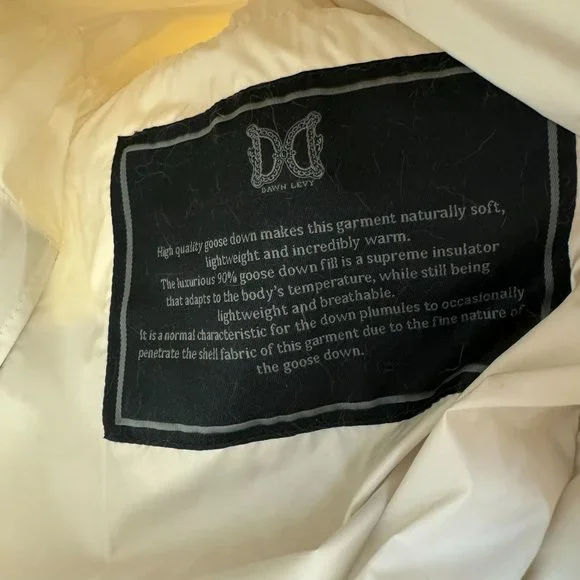 DAWN LEVY
High quality goose down makes this garment naturally soft,
lightweight and incredibly warm.
The luxurious 90% goose down fill is a supreme insulator
that adapts to the body's temperature, while still being
lightweight and breathable.
It is a normal characteristic for the down plumules to occasionally
penetrate the shell fabric of this garment due to the fine nature of
the goose down.